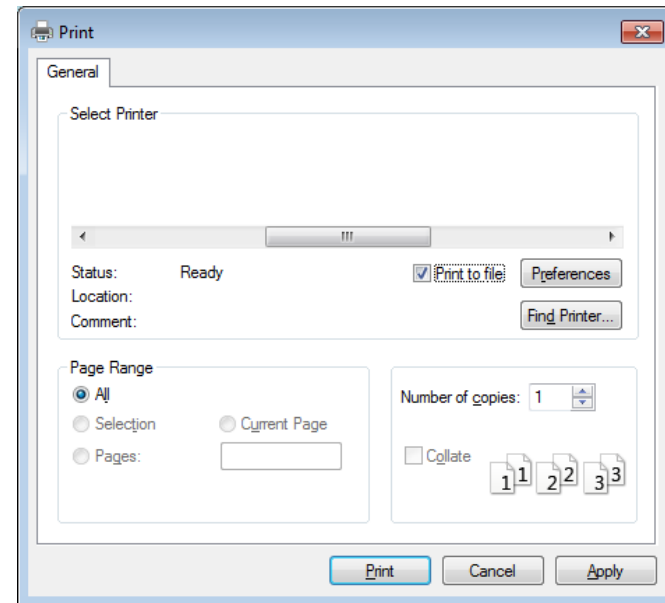 Print
General
Select Printer
Status: Ready
Print to file
Preferences
Location:
Comment:
Find Printer...
Page Range
All
Selection
Current Page
Pages:
Number of copies: 1
Collate
1 1 2 2 3 3
Print
Cancel
Apply